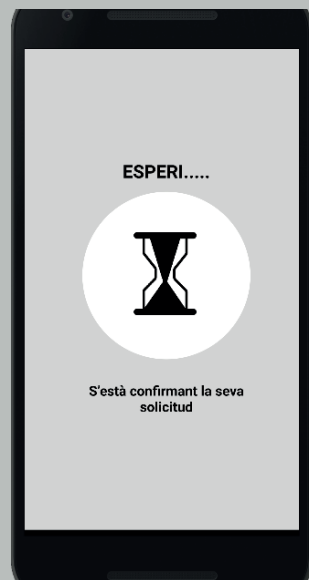 ESPERI.....
S'està confirmant la seva
solicitud